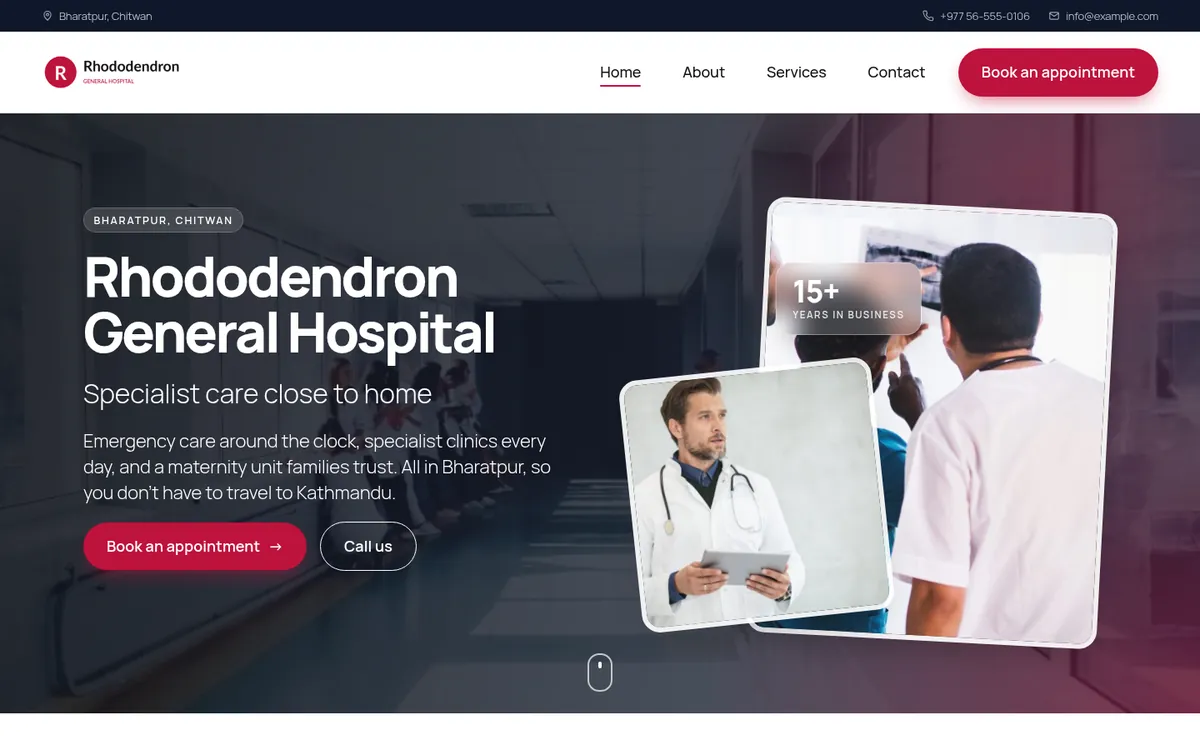 Bharatpur, Chitwan
+977 56-555-0106
info@example.com
R
Rhododendron
GENERAL HOSPITAL
Home
About
Services
Contact
Book an appointment
BHARATPUR, CHITWAN
Rhododendron
General Hospital
Specialist care close to home
Emergency care around the clock, specialist clinics every
day, and a maternity unit families trust. All in Bharatpur, so
you don't have to travel to Kathmandu.
Book an appointment →
Call us
15+
YEARS IN BUSINESS